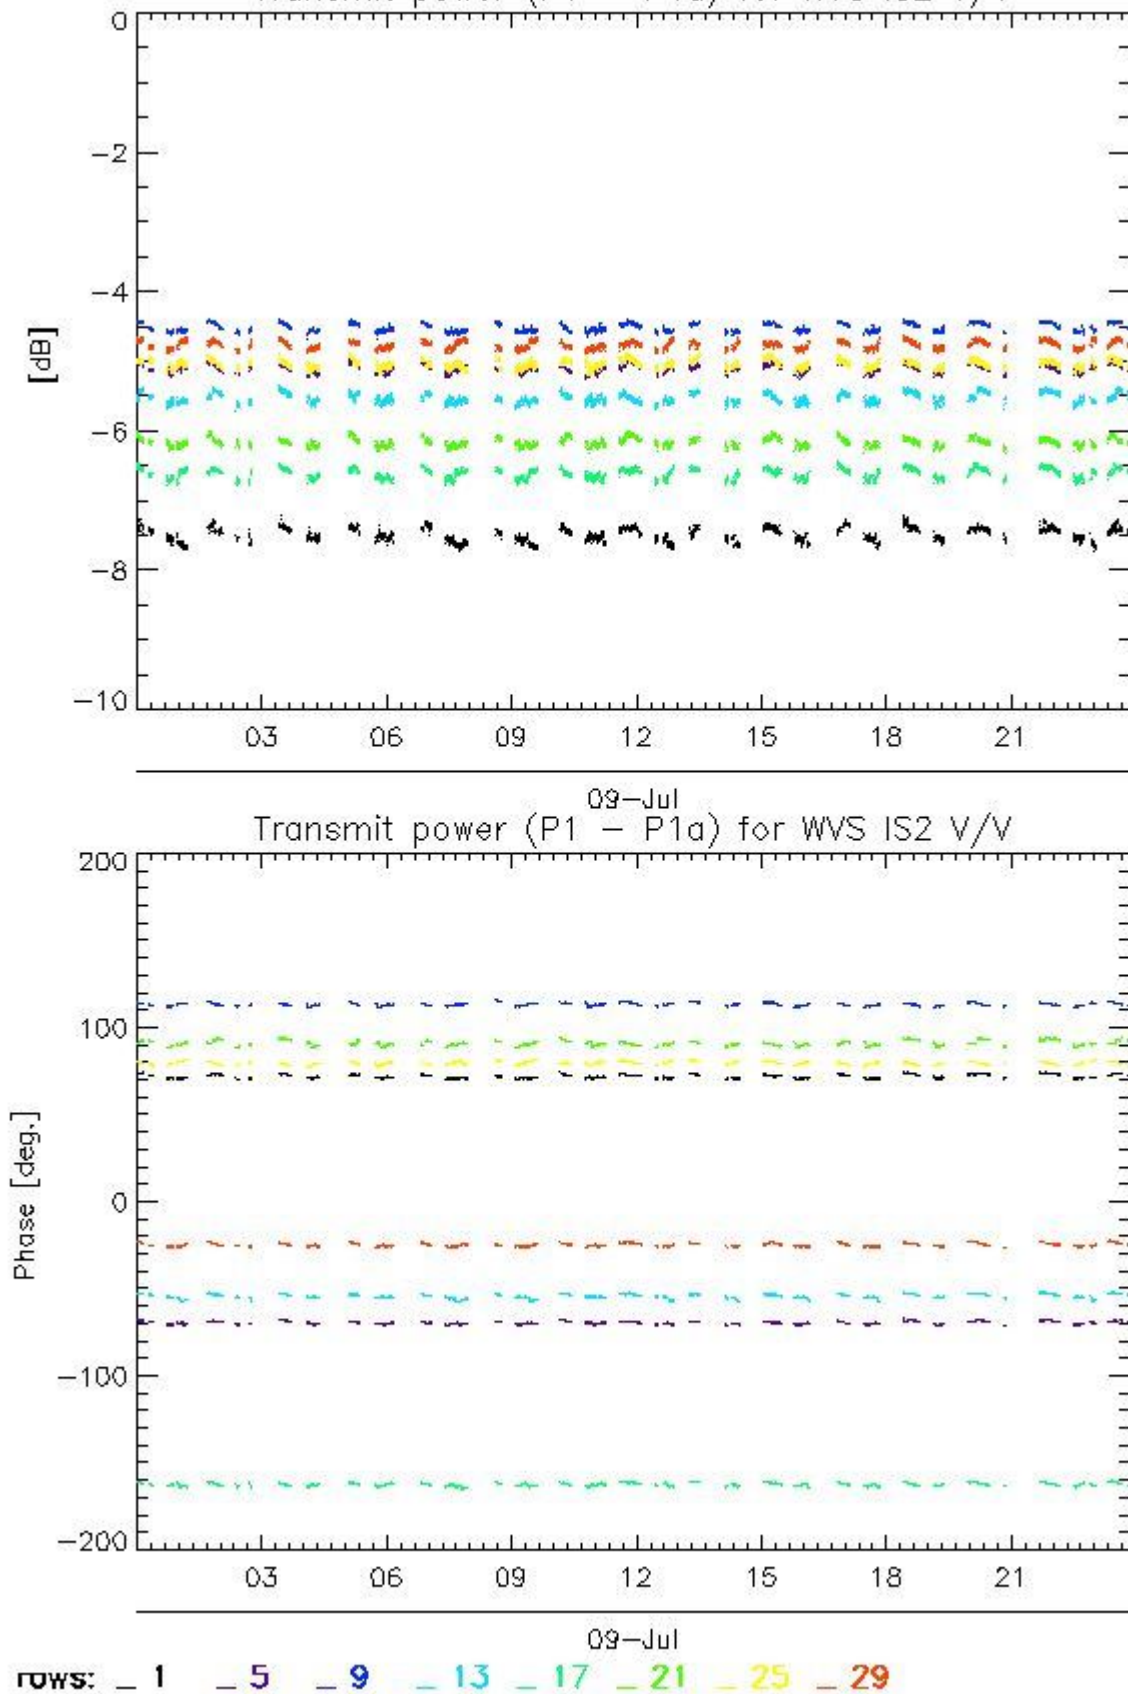 0
−2
−4
[dB]
−6
−8
−10
03 06 09 12 15 18 21
09−Jul
Transmit power (P1 − P1a) for WVS IS2 V/V
200
100
0
Phase [deg.]
−100
−200
03 06 09 12 15 18 21
09−Jul
rows: _ 1 _ 5 _ 9 _ 13 _ 17 _ 21 _ 25 _ 29